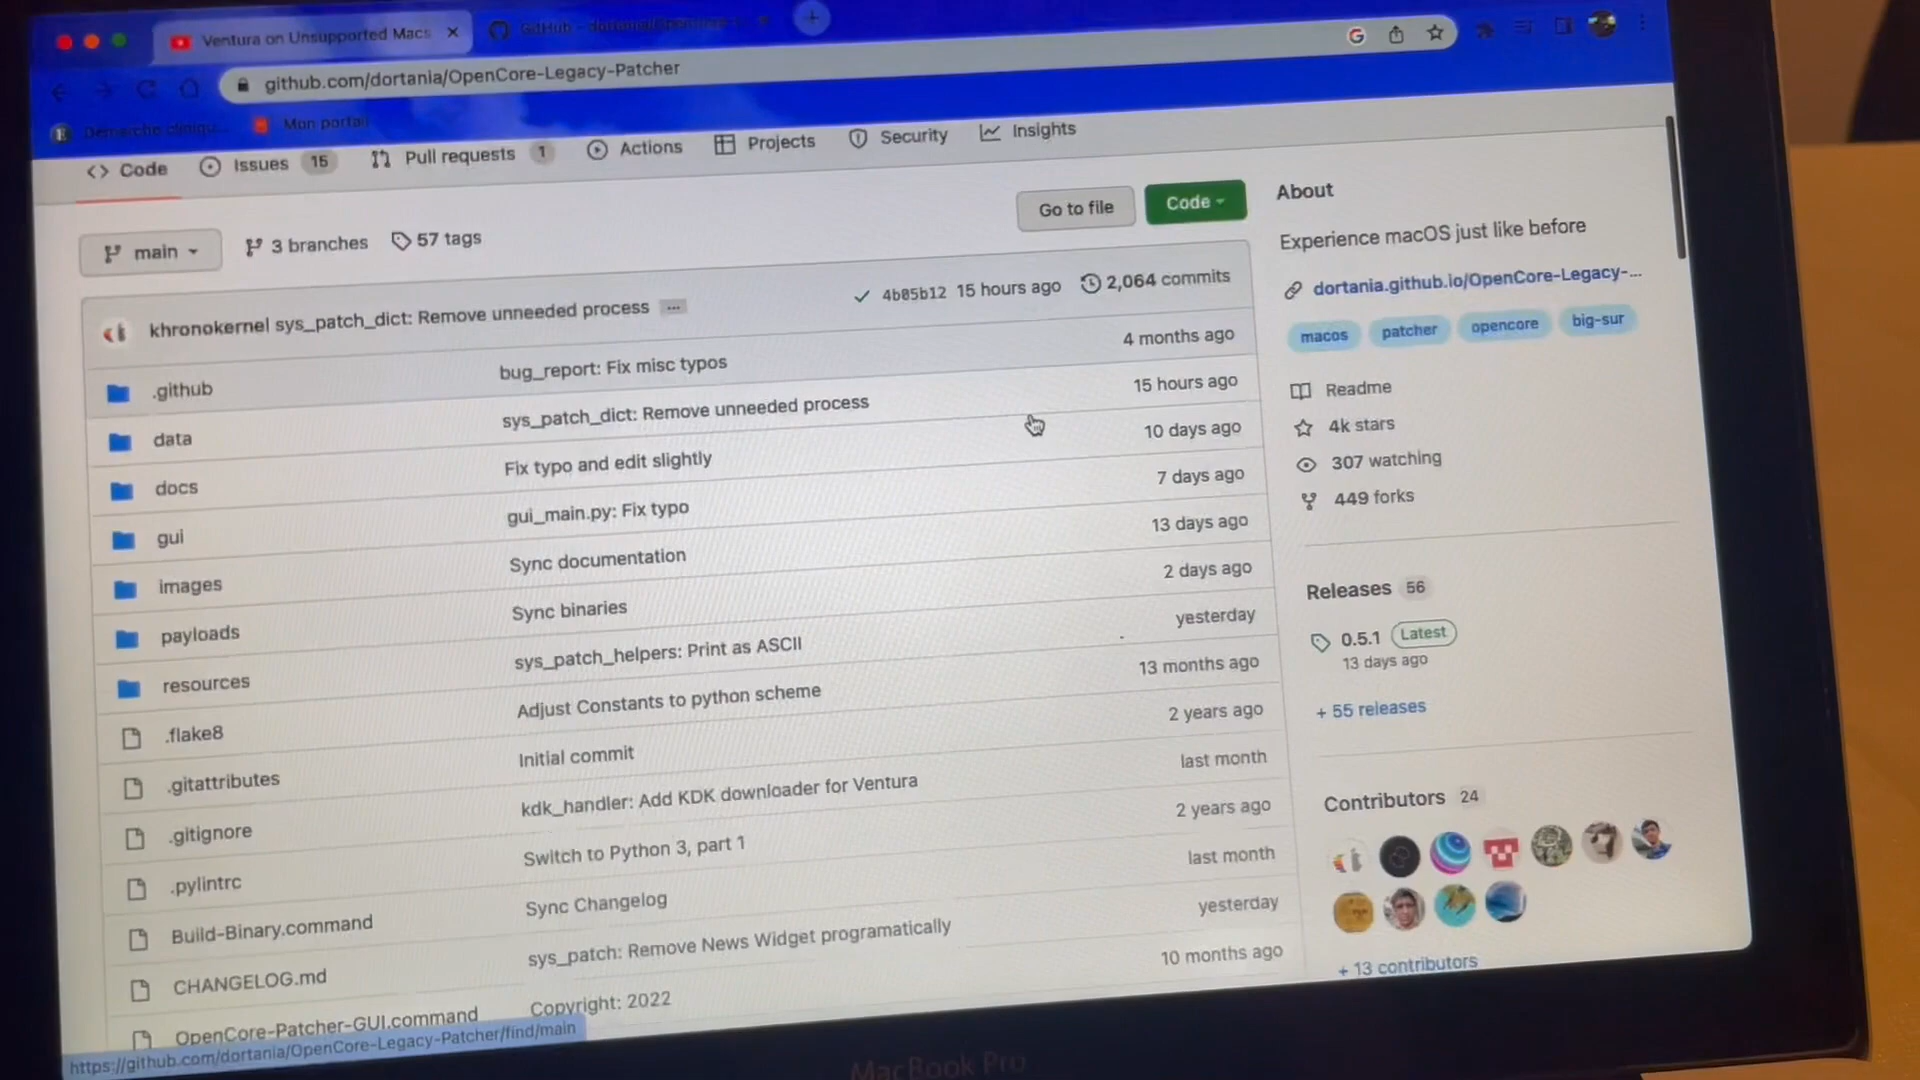 Ventura on Unsupported Macs
GitHub - dortania/OpenCore
github.com/dortania/OpenCore-Legacy-Patcher
Démarche cliniqu...
Mon portail
Code
Issues 15
Pull requests 1
Actions
Projects
Security
Insights
main
3 branches
57 tags
Go to file
Code
khronokernel sys_patch_dict: Remove unneeded process ...
4b05b12 15 hours ago
2,064 commits
.github
bug_report: Fix misc typos
4 months ago
data
sys_patch_dict: Remove unneeded process
15 hours ago
docs
Fix typo and edit slightly
10 days ago
gui
gui_main.py: Fix typo
7 days ago
images
Sync documentation
13 days ago
payloads
Sync binaries
2 days ago
resources
sys_patch_helpers: Print as ASCII
yesterday
.flake8
Adjust Constants to python scheme
13 months ago
.gitattributes
Initial commit
2 years ago
.gitignore
kdk_handler: Add KDK downloader for Ventura
last month
.pylintrc
Switch to Python 3, part 1
2 years ago
Build-Binary.command
Sync Changelog
last month
CHANGELOG.md
sys_patch: Remove News Widget programatically
yesterday
OpenCore-Patcher-GUI.command
Copyright: 2022
10 months ago
https://github.com/dortania/OpenCore-Legacy-Patcher/find/main
About
Experience macOS just like before
dortania.github.io/OpenCore-Legacy-...
macos
patcher
opencore
big-sur
Readme
4k stars
307 watching
449 forks
Releases 56
0.5.1 Latest
13 days ago
+ 55 releases
Contributors 24
+ 13 contributors
MacBook Pro